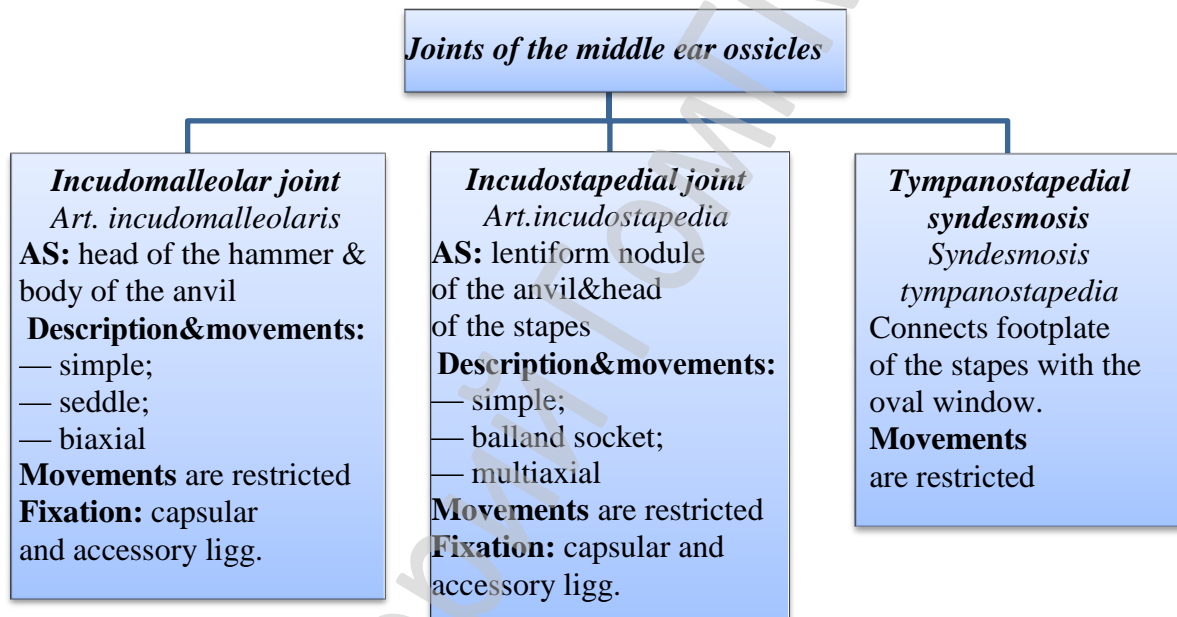 Joints of the middle ear ossicles
Incudomalleolar joint
Art. incudomalleolaris
AS: head of the hammer &
body of the anvil
Description&movements:
— simple;
— seddle;
— biaxial
Movements are restricted
Fixation: capsular
and accessory ligg.
Incudostapedial joint
Art.incudostapedia
AS: lentiform nodule
of the anvil&head
of the stapes
Description&movements:
— simple;
— balland socket;
— multiaxial
Movements are restricted
Fixation: capsular and
accessory ligg.
Tympanostapedial
syndesmosis
Syndesmosis
tympanostapedia
Connects footplate
of the stapes with the
oval window.
Movements
are restricted